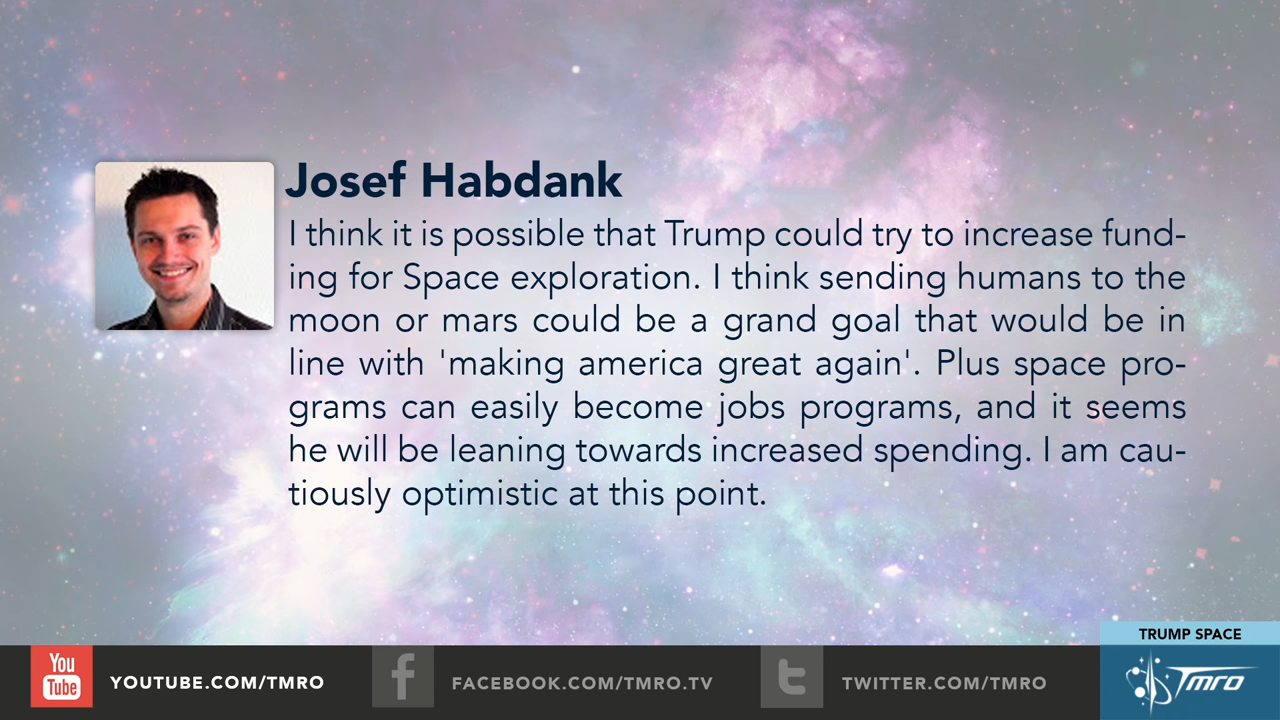 Josef Habdank
I think it is possible that Trump could try to increase fund-
ing for Space exploration. I think sending humans to the
moon or mars could be a grand goal that would be in
line with 'making america great again'. Plus space pro-
grams can easily become jobs programs, and it seems
he will be leaning towards increased spending. I am cau-
tiously optimistic at this point.
TRUMP SPACE
You
Tube
YOUTUBE.COM/TMRO
f
FACEBOOK.COM/TMRO.TV
t
TWITTER.COM/TMRO
Tmro